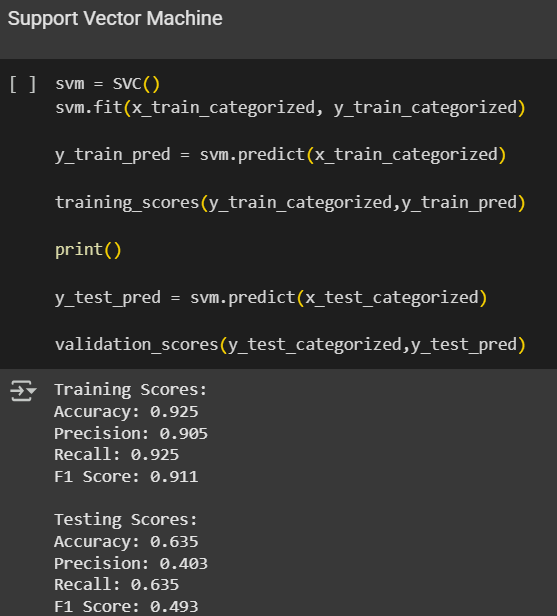 Support Vector Machine
[ ] svm = SVC()
svm.fit(x_train_categorized, y_train_categorized)
y_train_pred = svm.predict(x_train_categorized)
training_scores(y_train_categorized,y_train_pred)
print()
y_test_pred = svm.predict(x_test_categorized)
validation_scores(y_test_categorized,y_test_pred)
Training Scores:
Accuracy: 0.925
Precision: 0.905
Recall: 0.925
F1 Score: 0.911
Testing Scores:
Accuracy: 0.635
Precision: 0.403
Recall: 0.635
F1 Score: 0.493